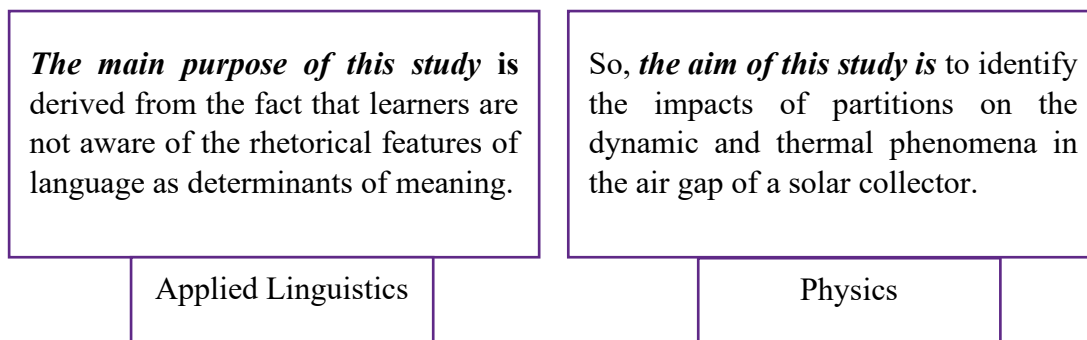 The main purpose of this study is
derived from the fact that learners are
not aware of the rhetorical features of
language as determinants of meaning.
Applied Linguistics
So, the aim of this study is to identify
the impacts of partitions on the
dynamic and thermal phenomena in
the air gap of a solar collector.
Physics